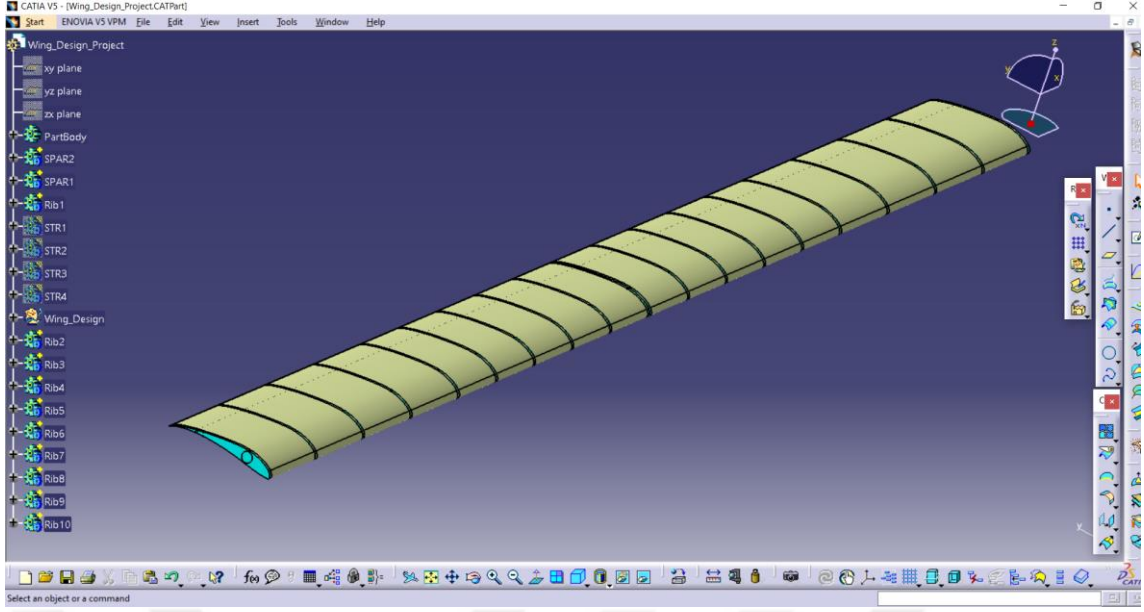 CATIA V5 - [Wing_Design_Project.CATPart]
Start ENOVIA V5 VPM File Edit View Insert Tools Window Help
Wing_Design_Project
xy plane
yz plane
zx plane
PartBody
SPAR2
SPAR1
Rib1
STR1
STR2
STR3
STR4
Wing_Design
Rib2
Rib3
Rib4
Rib5
Rib6
Rib7
Rib8
Rib9
Rib10
z
y
x
R
W
C
y
f(x)
CATIA
Select an object or a command